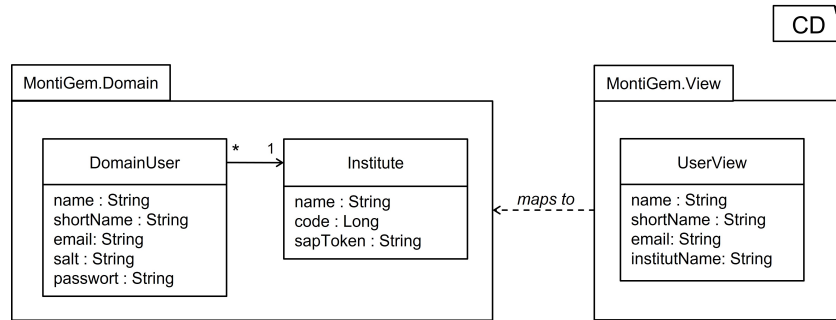 CD
MontiGem.Domain
MontiGem.View
DomainUser
* 1
Institute
UserView
name : String
shortName : String
email: String
salt : String
passwort : String
name : String
code : Long
sapToken : String
maps to
name : String
shortName : String
email: String
institutName: String